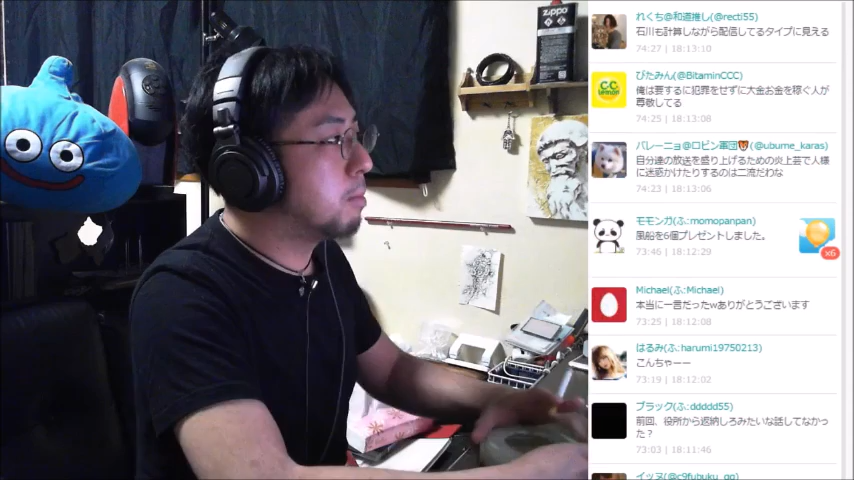 zippo
れくち@和道推し(@recti55)
石川も計算しながら配信してるタイプに見える
74:27 | 18:13:10
びたみん(@BitaminCCC)
俺は要するに犯罪をせずに大金お金を稼ぐ人が
尊敬してる
74:25 | 18:13:08
バレーニョ@ロビン軍団🐯(@ubume_karas)
自分達の放送を盛り上げるための炎上芸で人様
に迷惑かけたりするのは二流だわな
74:23 | 18:13:06
モモンガ(ふ:momopanpan)
風船を6個プレゼントしました。
x6
73:46 | 18:12:29
Michael(ふ:Michael)
本当に一言だったwありがとうございます
73:25 | 18:12:08
はるみ(ふ:harumi19750213)
こんちゃーー
73:19 | 18:12:02
ブラック(ふ:ddddd55)
前回、役所から返納しろみたいな話してなかっ
た？
73:03 | 18:11:46
イッヌ(@c9fubuku_gg)